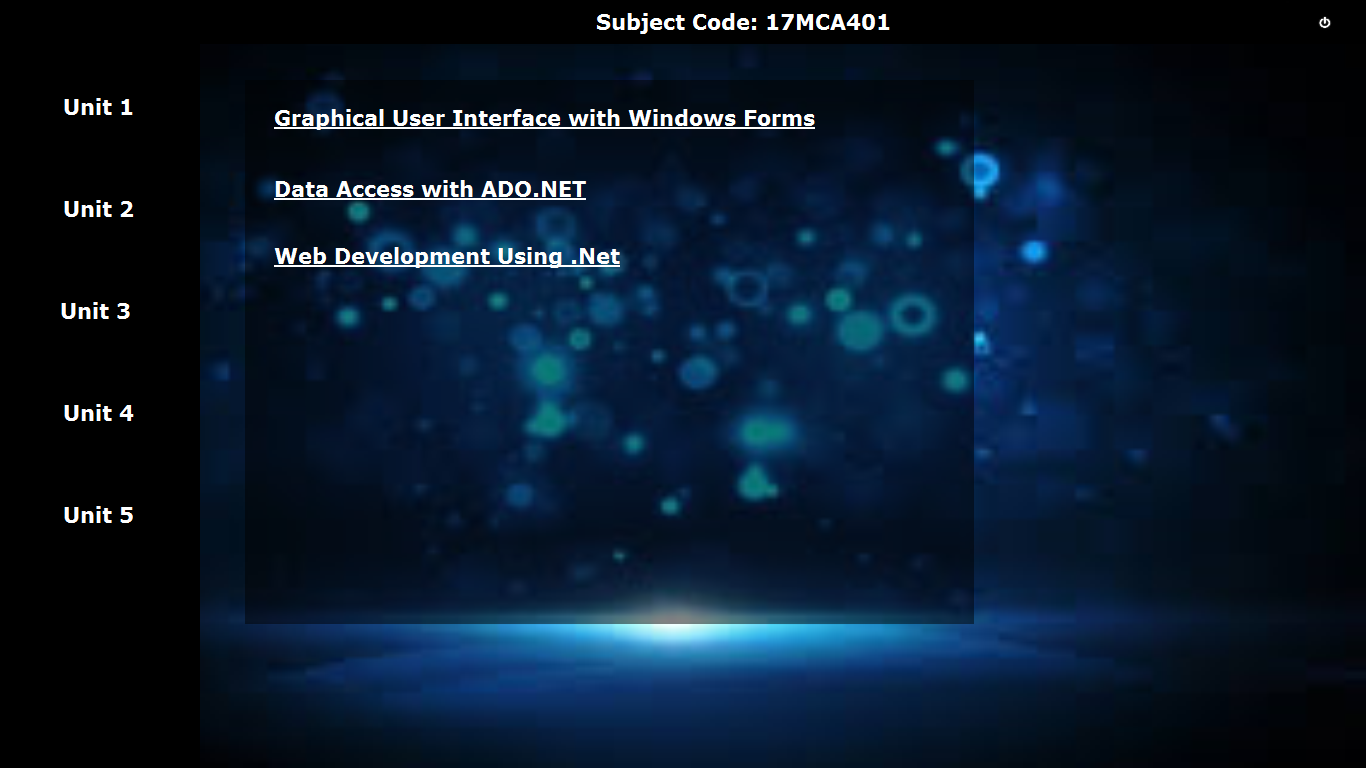 Subject Code: 17MCA401
Unit 1
Unit 2
Unit 3
Unit 4
Unit 5
Graphical User Interface with Windows Forms
Data Access with ADO.NET
Web Development Using .Net